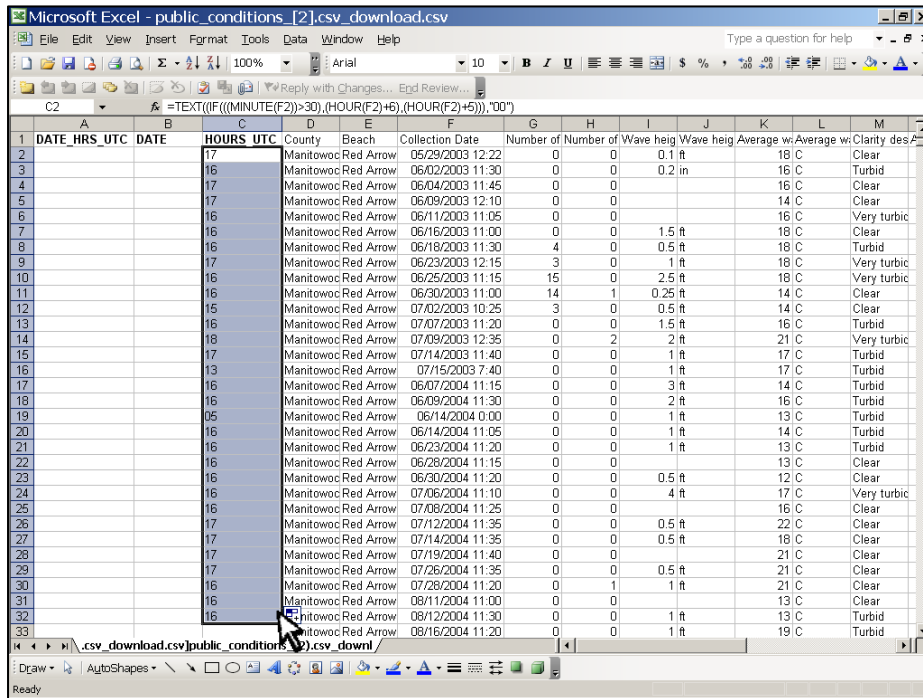 Microsoft Excel - public_conditions_[2].csv_download.csv
File Edit View Insert Format Tools Data Window Help Type a question for help
100% Arial 10 B I U $ % ,
Reply with Changes... End Review...
C2 fx =TEXT((IF(((MINUTE(F2))>30),(HOUR(F2)+6),(HOUR(F2)+5))),"00")
A B C D E F G H I J K L M
1 DATE_HRS_UTC DATE HOURS_UTC County Beach Collection Date Number of Number of Wave heig Wave heig Average w Average w Clarity des A
2 17 Manitowoc Red Arrow 05/29/2003 12:22 0 0 0.1 ft 18 C Clear
3 16 Manitowoc Red Arrow 06/02/2003 11:30 0 0 0.2 in 16 C Turbid
4 17 Manitowoc Red Arrow 06/04/2003 11:45 0 0 16 C Clear
5 17 Manitowoc Red Arrow 06/09/2003 12:10 0 0 14 C Clear
6 16 Manitowoc Red Arrow 06/11/2003 11:05 0 0 16 C Very turbid
7 16 Manitowoc Red Arrow 06/16/2003 11:00 0 0 1.5 ft 18 C Clear
8 16 Manitowoc Red Arrow 06/18/2003 11:30 4 0 0.5 ft 18 C Turbid
9 17 Manitowoc Red Arrow 06/23/2003 12:15 3 0 1 ft 18 C Very turbid
10 16 Manitowoc Red Arrow 06/25/2003 11:15 15 0 2.5 ft 18 C Very turbid
11 16 Manitowoc Red Arrow 06/30/2003 11:00 14 1 0.25 ft 14 C Clear
12 15 Manitowoc Red Arrow 07/02/2003 10:25 3 0 0.5 ft 14 C Clear
13 16 Manitowoc Red Arrow 07/07/2003 11:20 0 0 1.5 ft 16 C Turbid
14 18 Manitowoc Red Arrow 07/09/2003 12:35 0 2 2 ft 21 C Very turbid
15 17 Manitowoc Red Arrow 07/14/2003 11:40 0 0 1 ft 17 C Turbid
16 13 Manitowoc Red Arrow 07/15/2003 7:40 0 0 1 ft 17 C Turbid
17 16 Manitowoc Red Arrow 06/07/2004 11:15 0 0 3 ft 14 C Turbid
18 16 Manitowoc Red Arrow 06/09/2004 11:30 0 0 2 ft 16 C Turbid
19 05 Manitowoc Red Arrow 06/14/2004 0:00 0 0 1 ft 13 C Turbid
20 16 Manitowoc Red Arrow 06/14/2004 11:05 0 0 1 ft 14 C Turbid
21 16 Manitowoc Red Arrow 06/23/2004 11:20 0 0 1 ft 13 C Turbid
22 16 Manitowoc Red Arrow 06/28/2004 11:15 0 0 13 C Clear
23 16 Manitowoc Red Arrow 06/30/2004 11:20 0 0 0.5 ft 12 C Clear
24 16 Manitowoc Red Arrow 07/06/2004 11:10 0 0 4 ft 17 C Very turbid
25 16 Manitowoc Red Arrow 07/08/2004 11:25 0 0 16 C Clear
26 17 Manitowoc Red Arrow 07/12/2004 11:35 0 0 0.5 ft 22 C Clear
27 17 Manitowoc Red Arrow 07/14/2004 11:35 0 0 0.5 ft 18 C Clear
28 17 Manitowoc Red Arrow 07/19/2004 11:40 0 0 21 C Clear
29 17 Manitowoc Red Arrow 07/26/2004 11:35 0 0 0.5 ft 21 C Clear
30 16 Manitowoc Red Arrow 07/28/2004 11:20 0 1 1 ft 21 C Clear
31 16 Manitowoc Red Arrow 08/11/2004 11:00 0 0 13 C Clear
32 16 nitowoc Red Arrow 08/12/2004 11:30 0 0 1 ft 13 C Turbid
33 itowoc Red Arrow 08/16/2004 11:20 0 0 1 ft 19 C Turbid
.csv_download.csv]public_conditions_[2].csv_downl
Draw AutoShapes
Ready